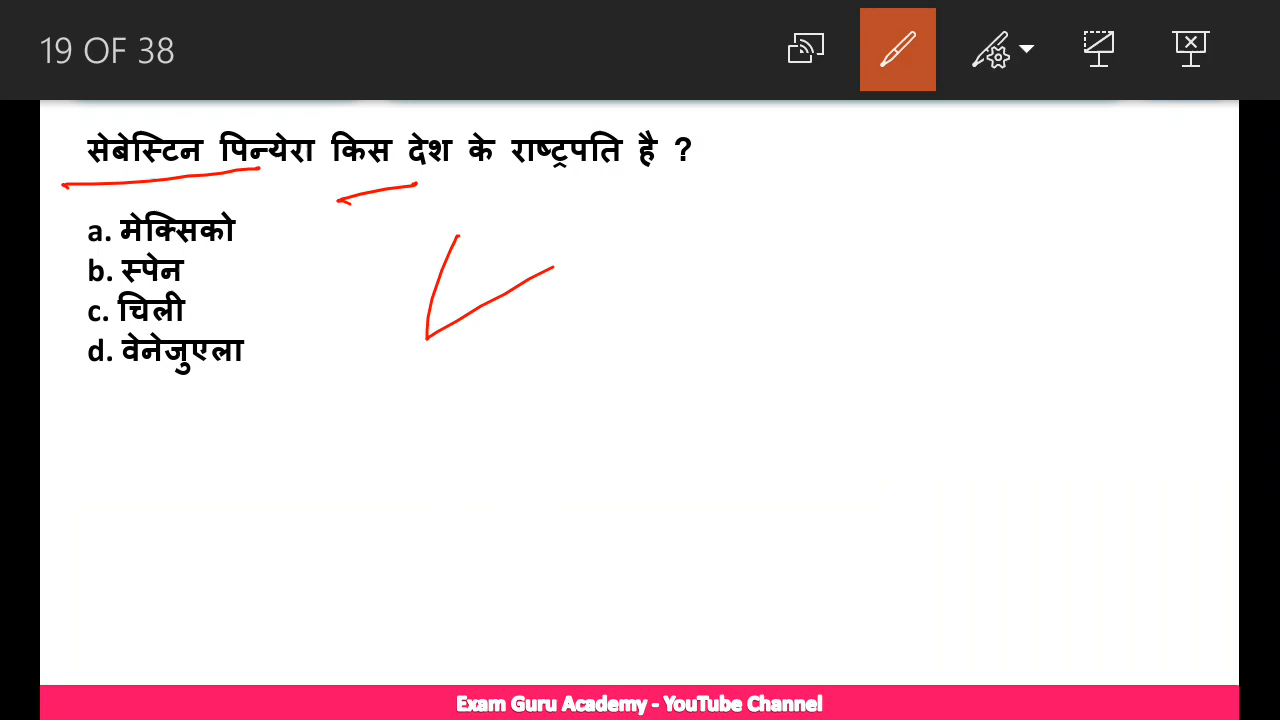 19 OF 38
सेबेस्टिन पिन्येरा किस देश के राष्ट्रपति है ?
a. मेक्सिको
b. स्पेन
c. चिली
d. वेनेजुएला
Exam Guru Academy - YouTube Channel